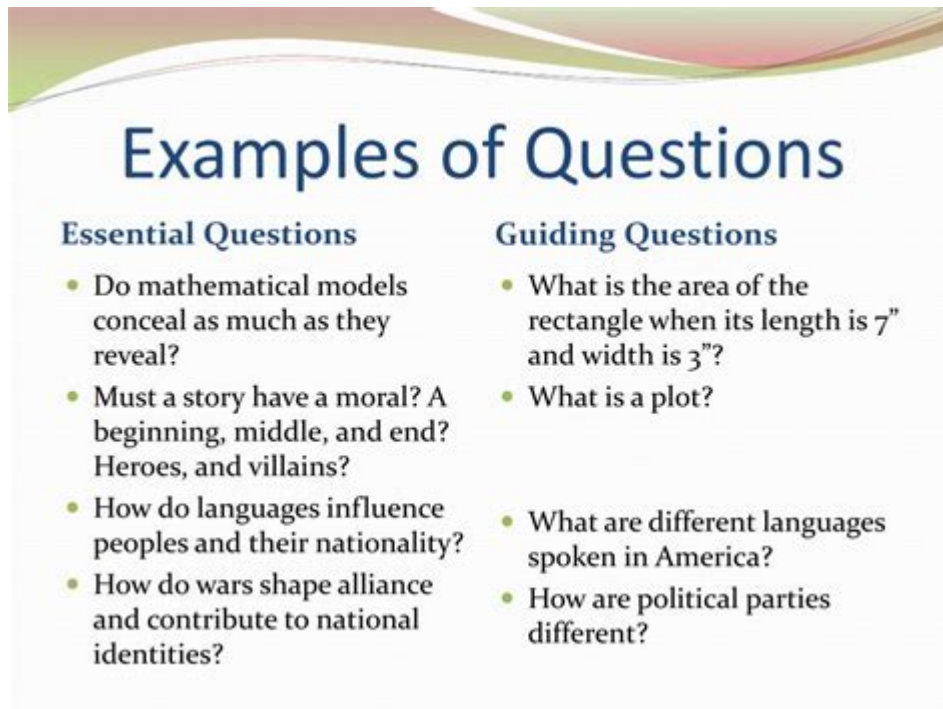 Examples of Questions
Essential Questions
Do mathematical models
conceal as much as they
reveal?
Must a story have a moral? A
beginning, middle, and end?
Heroes, and villains?
How do languages influence
peoples and their nationality?
How do wars shape alliance
and contribute to national
identities?
Guiding Questions
What is the area of the
rectangle when its length is 7”
and width is 3”?
What is a plot?
What are different languages
spoken in America?
How are political parties
different?